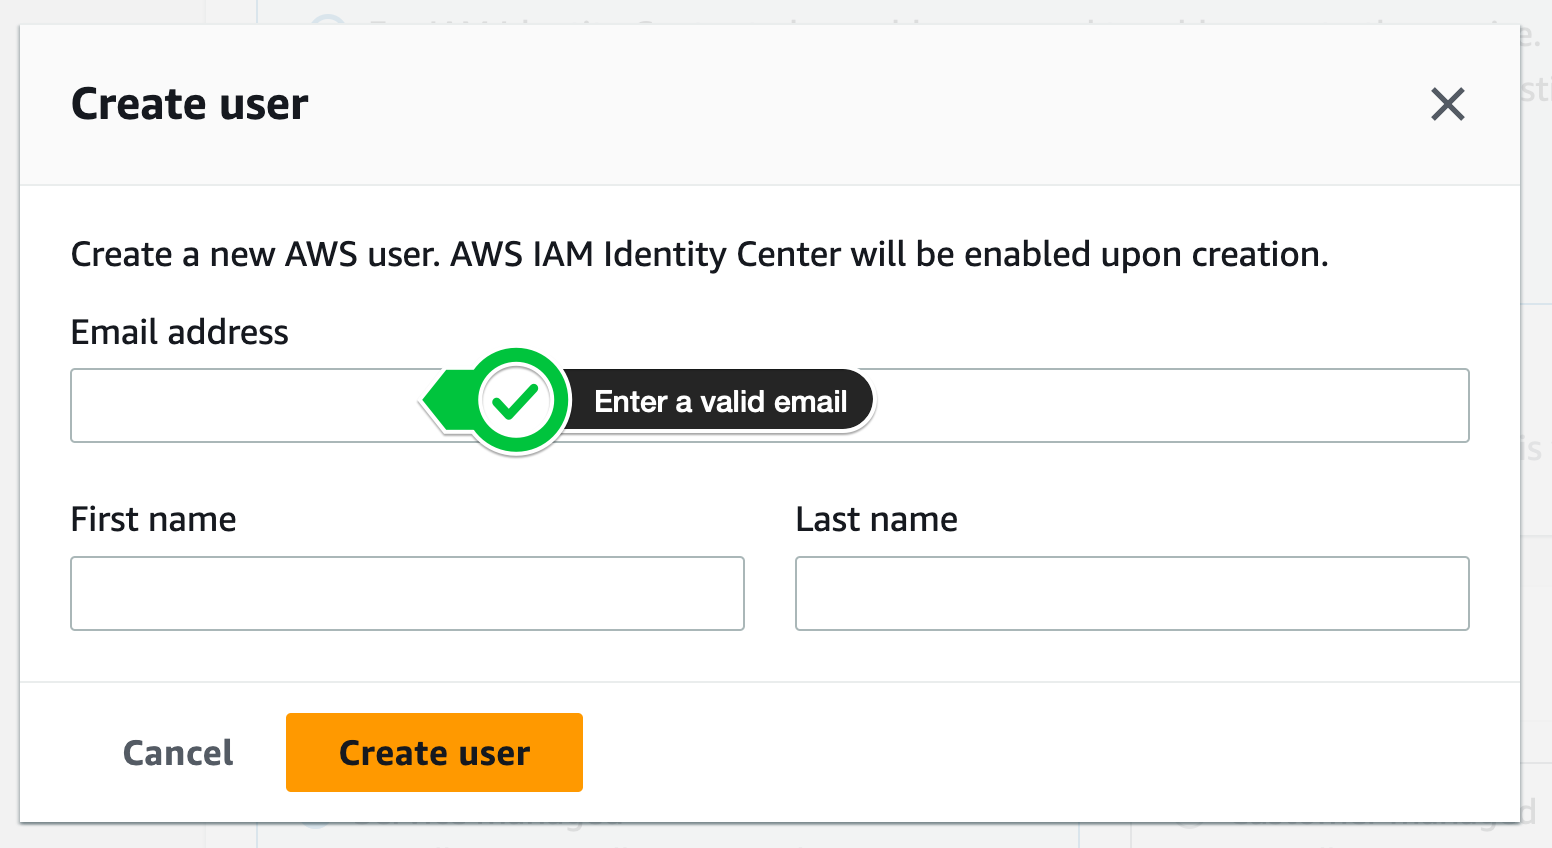 Create user
Create a new AWS user. AWS IAM Identity Center will be enabled upon creation.
Email address
Enter a valid email
First name
Last name
Cancel
Create user